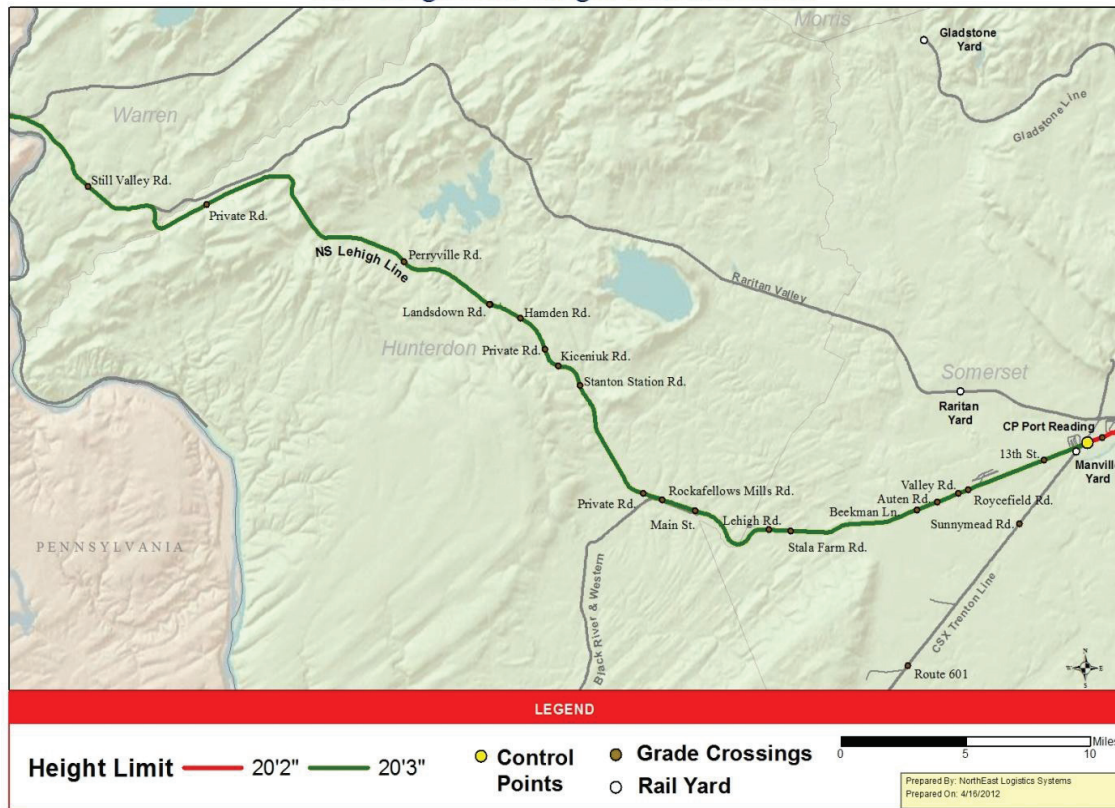 Morris
Gladstone
Yard
Gladstone Line
Warren
Still Valley Rd.
Private Rd.
NS Lehigh Line
Perryville Rd.
Raritan Valley
Landsdown Rd.
Hamden Rd.
Hunterdon
Private Rd.
Kiceniuk Rd.
Stanton Station Rd.
Somerset
Raritan
Yard
CP Port Reading
13th St.
Yard
Valley Rd.
Private Rd.
Rockafellows Mills Rd.
Auten Rd.
Roycefield Rd.
Main St.
Lehigh Rd.
Beekman Ln.
Sunnymead Rd.
Stala Farm Rd.
PENNSYLVANIA
Black River & Western
CSX Trenton Line
Route 601
N
W
E
S
LEGEND
Height Limit
20'2"
20'3"
Control
Points
Grade Crossings
Rail Yard
0
5
10
Miles
Prepared By: NorthEast Logistics Systems
Prepared On: 4/16/2012